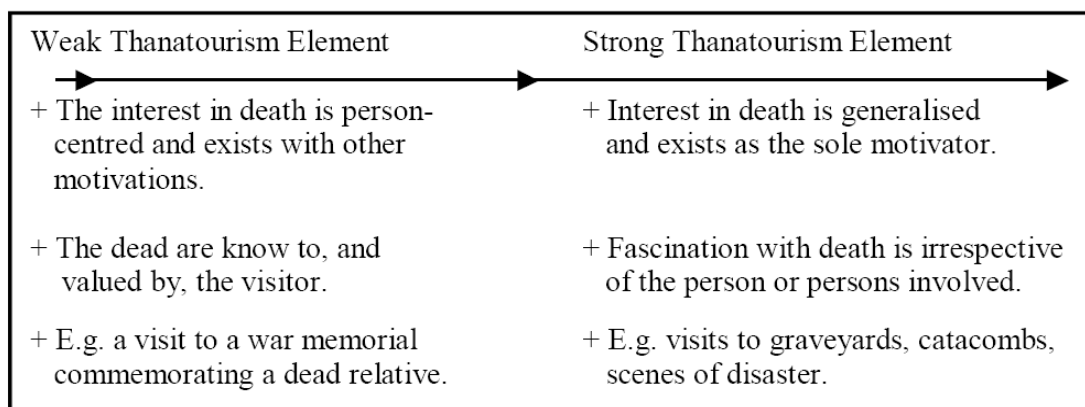 Weak Thanatourism Element
Strong Thanatourism Element
+ The interest in death is person-
centred and exists with other
motivations.
+ Interest in death is generalised
and exists as the sole motivator.
+ The dead are know to, and
valued by, the visitor.
+ Fascination with death is irrespective
of the person or persons involved.
+ E.g. a visit to a war memorial
commemorating a dead relative.
+ E.g. visits to graveyards, catacombs,
scenes of disaster.